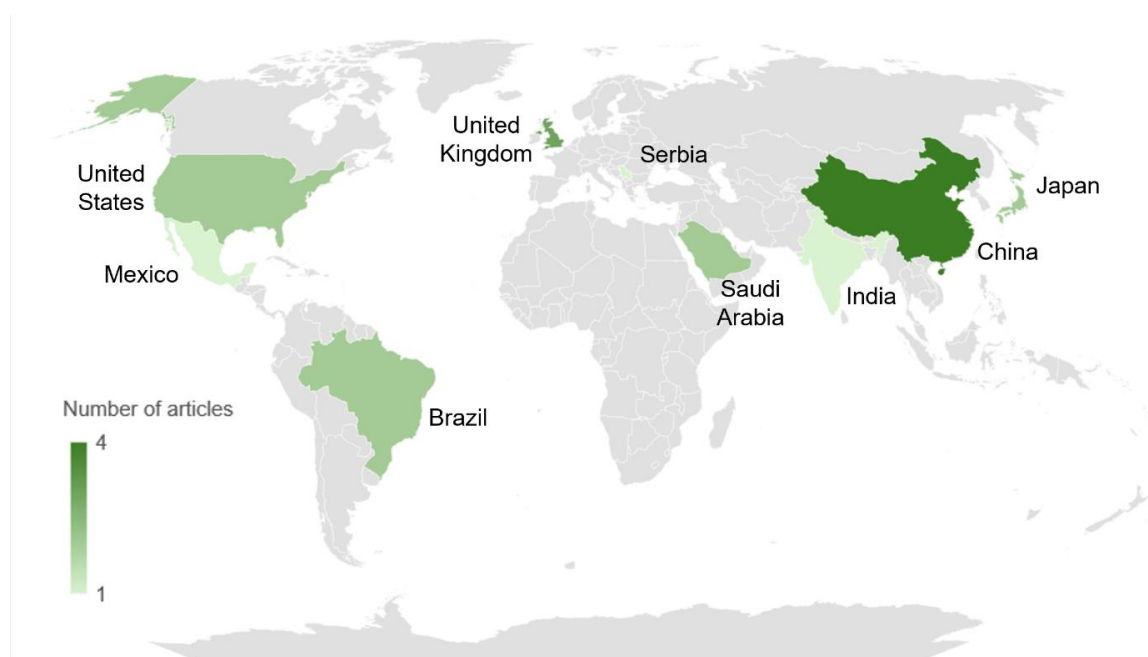 United
Kingdom
Serbia
United
States
Japan
China
Mexico
Saudi
Arabia
India
Brazil
Number of articles
4
1